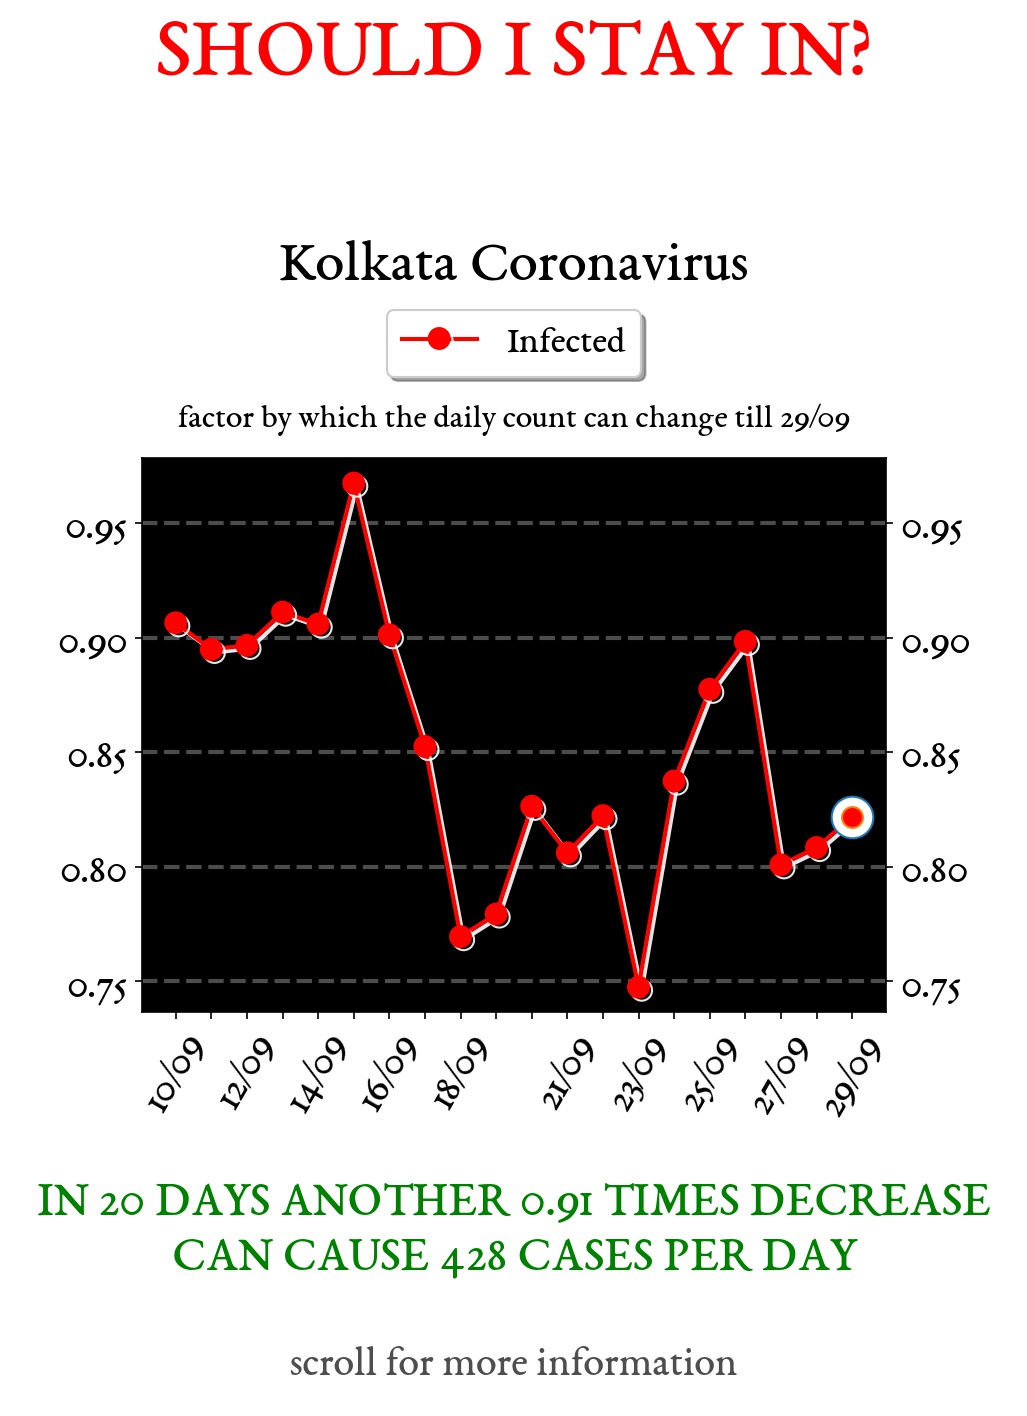 SHOULD I STAY IN?
Kolkata Coronavirus
Infected
factor by which the daily count can change till 29/09
0.95 0.95
0.90 0.90
0.85 0.85
0.80 0.80
0.75 0.75
10/09 12/09 14/09 16/09 18/09 21/09 23/09 25/09 27/09 29/09
IN 20 DAYS ANOTHER 0.91 TIMES DECREASE
CAN CAUSE 428 CASES PER DAY
scroll for more information